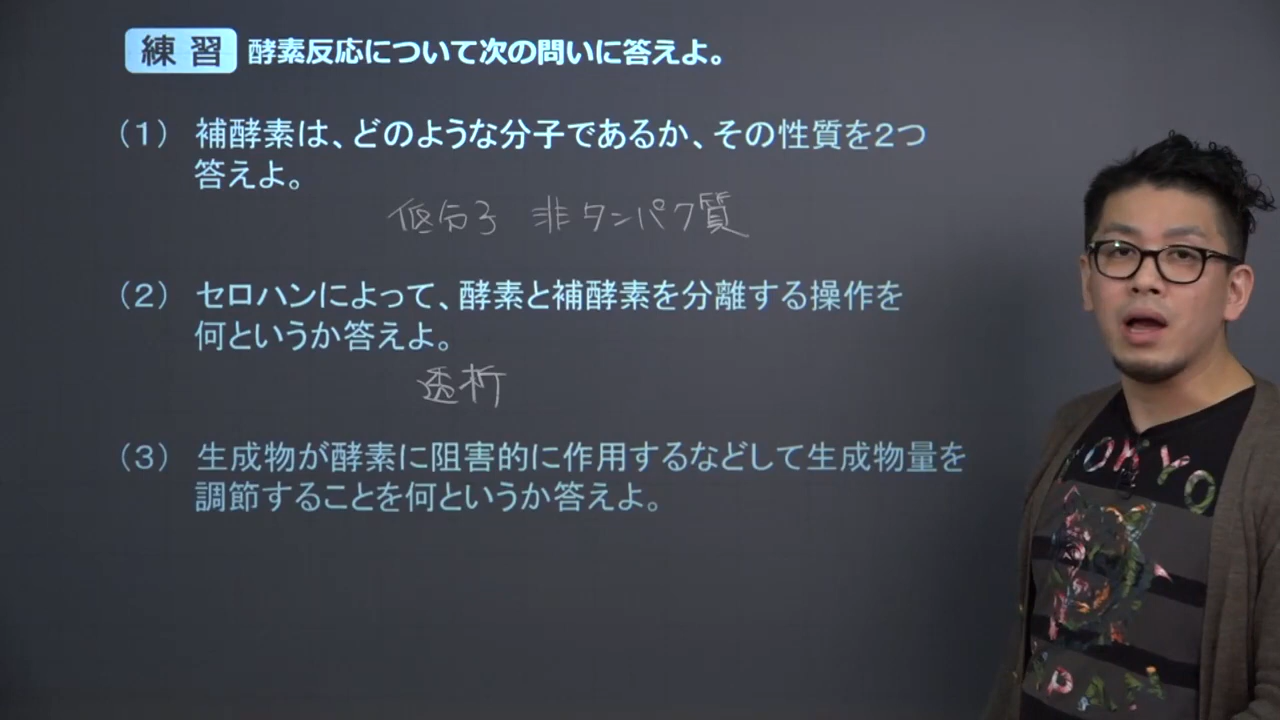 練習 酵素反応について次の問いに答えよ。
(1) 補酵素は、どのような分子であるか、その性質を2つ
答えよ。
低分子 非タンパク質
(2) セロハンによって、酵素と補酵素を分離する操作を
何というか答えよ。
透析
(3) 生成物が酵素に阻害的に作用するなどして生成物量を
調節することを何というか答えよ。
TOKYO